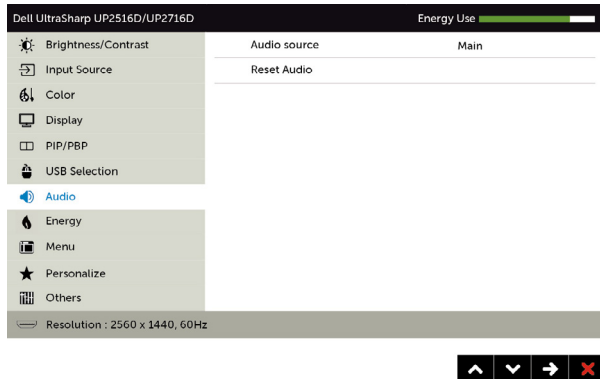 Dell UltraSharp UP2516D/UP2716D Energy Use
Brightness/Contrast
Audio source Main
Input Source
Reset Audio
Color
Display
PIP/PBP
USB Selection
Audio
Energy
Menu
Personalize
Others
Resolution : 2560 x 1440, 60Hz